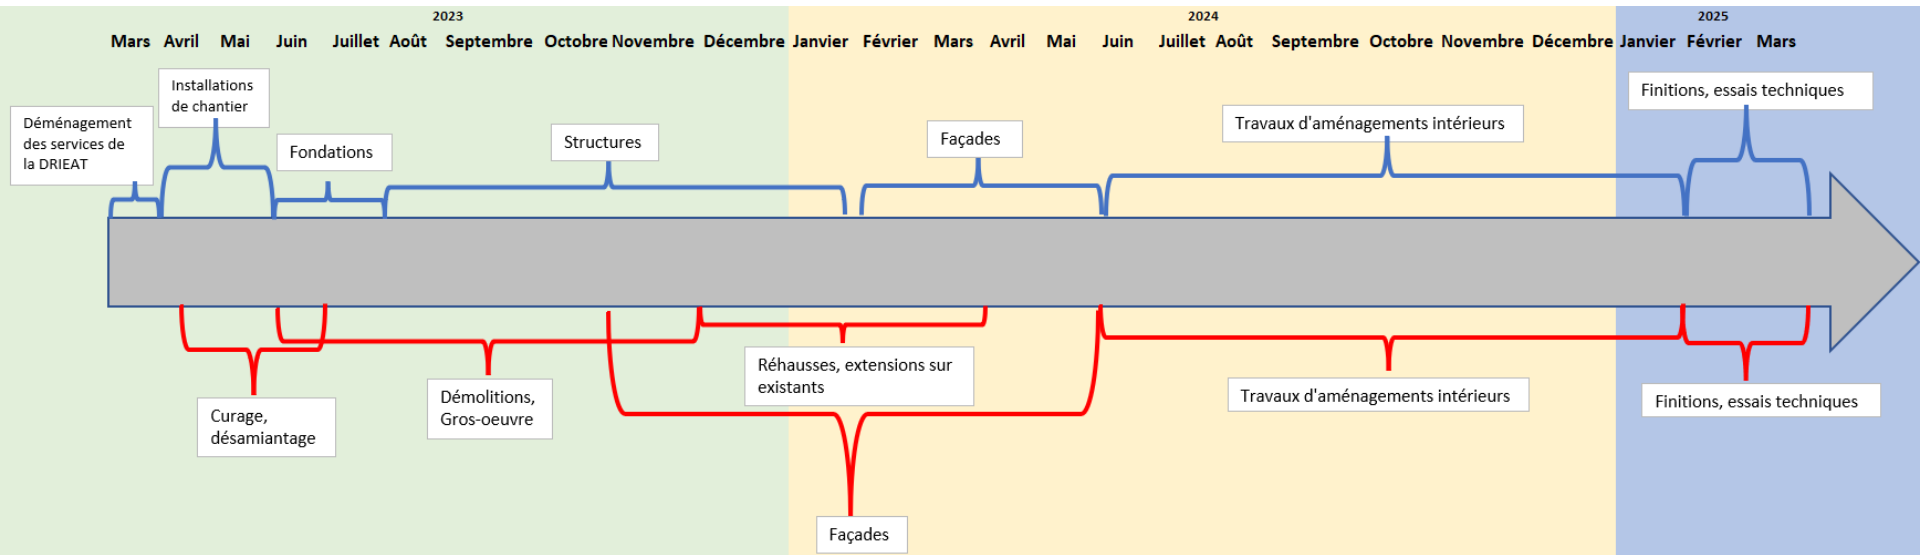 2023 2024 2025
Mars Avril Mai Juin Juillet Août Septembre Octobre Novembre Décembre Janvier Février Mars Avril Mai Juin Juillet Août Septembre Octobre Novembre Décembre Janvier Février Mars
Déménagement
des services de
la DRIEAT
Installations
de chantier
Fondations
Structures
Façades
Travaux d'aménagements intérieurs
Finitions, essais techniques
Curage,
désamiantage
Démolitions,
Gros-oeuvre
Réhausses, extensions sur
existants
Façades
Travaux d'aménagements intérieurs
Finitions, essais techniques